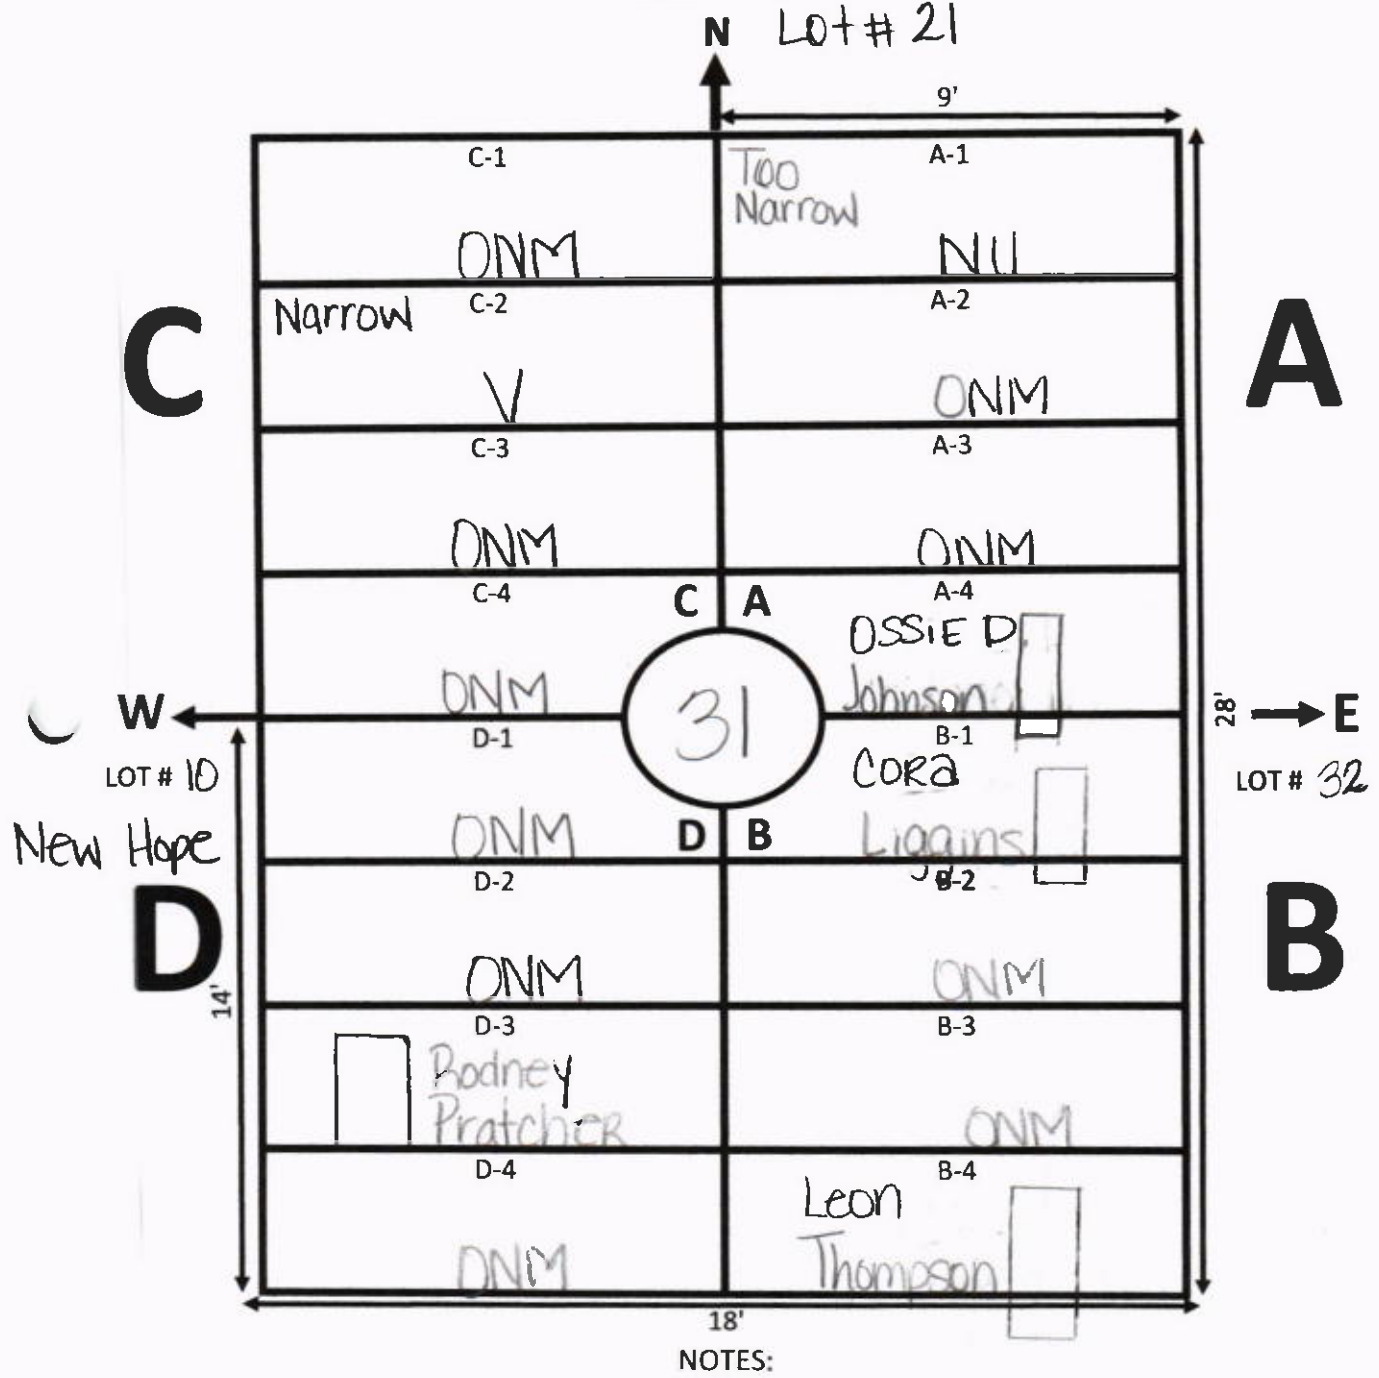 N Lot # 21
9'
C-1 A-1
Too
Narrow
ONM NU
Narrow C-2 A-2
C A
V ONM
C-3 A-3
ONM ONM
C-4 C A A-4
OSSIE D
ONM Johnson
W 31 28' E
D-1 B-1
LOT # 10 CORA LOT # 32
New Hope ONM D B Liggins
D-2 B-2
D B
ONM ONM
14'
D-3 B-3
Rodney
Pratcher ONM
D-4 B-4
Leon
ONM Thompson
18'
NOTES: